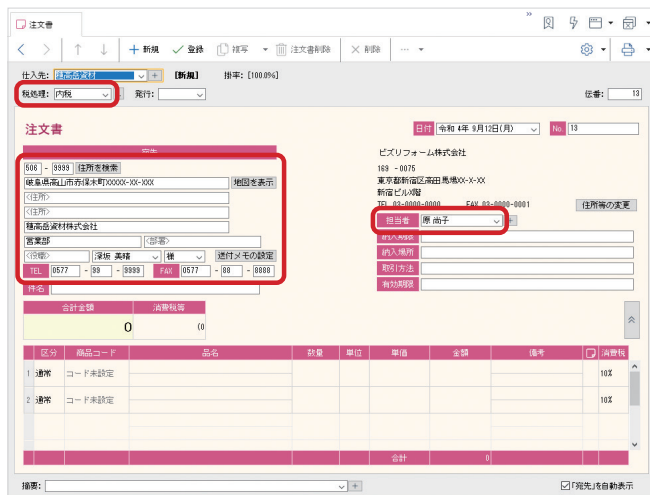 注文書
新規 登録 複写 注文書削除 削除 …
仕入先: 穂高岳資材 [新規] 掛率: [100.0%]
税処理: 内税 発行: 伝番: 13
注文書 日付 令和 4年 9月12日(月) No. 13
宛先 ビズリフォーム株式会社
506 - 9999 住所を検索 169 -0075
岐阜県高山市赤保木町XXXXX-XX-XXX 地図を表示 東京都新宿区高田馬場XX-X-XX
<住所> 新宿ビルX階
<住所> TEL 03-0000-0000 FAX 03-0000-0001 住所等の変更
穂高岳資材株式会社 担当者 原 尚子
営業部 <部署> 納入期限
<役職> 深坂 美晴 様 送付メモの設定 納入場所
TEL 0577 - 99 - 9999 FAX 0577 - 88 - 8888 取引方法
件名 有効期限
合計金額 消費税等
0 (0
区分 商品コード 品名 数量 単位 単価 金額 備考 消費税
1 通常 コード未設定 10%
2 通常 コード未設定 10%
合計 0
摘要: 「宛先」を自動表示